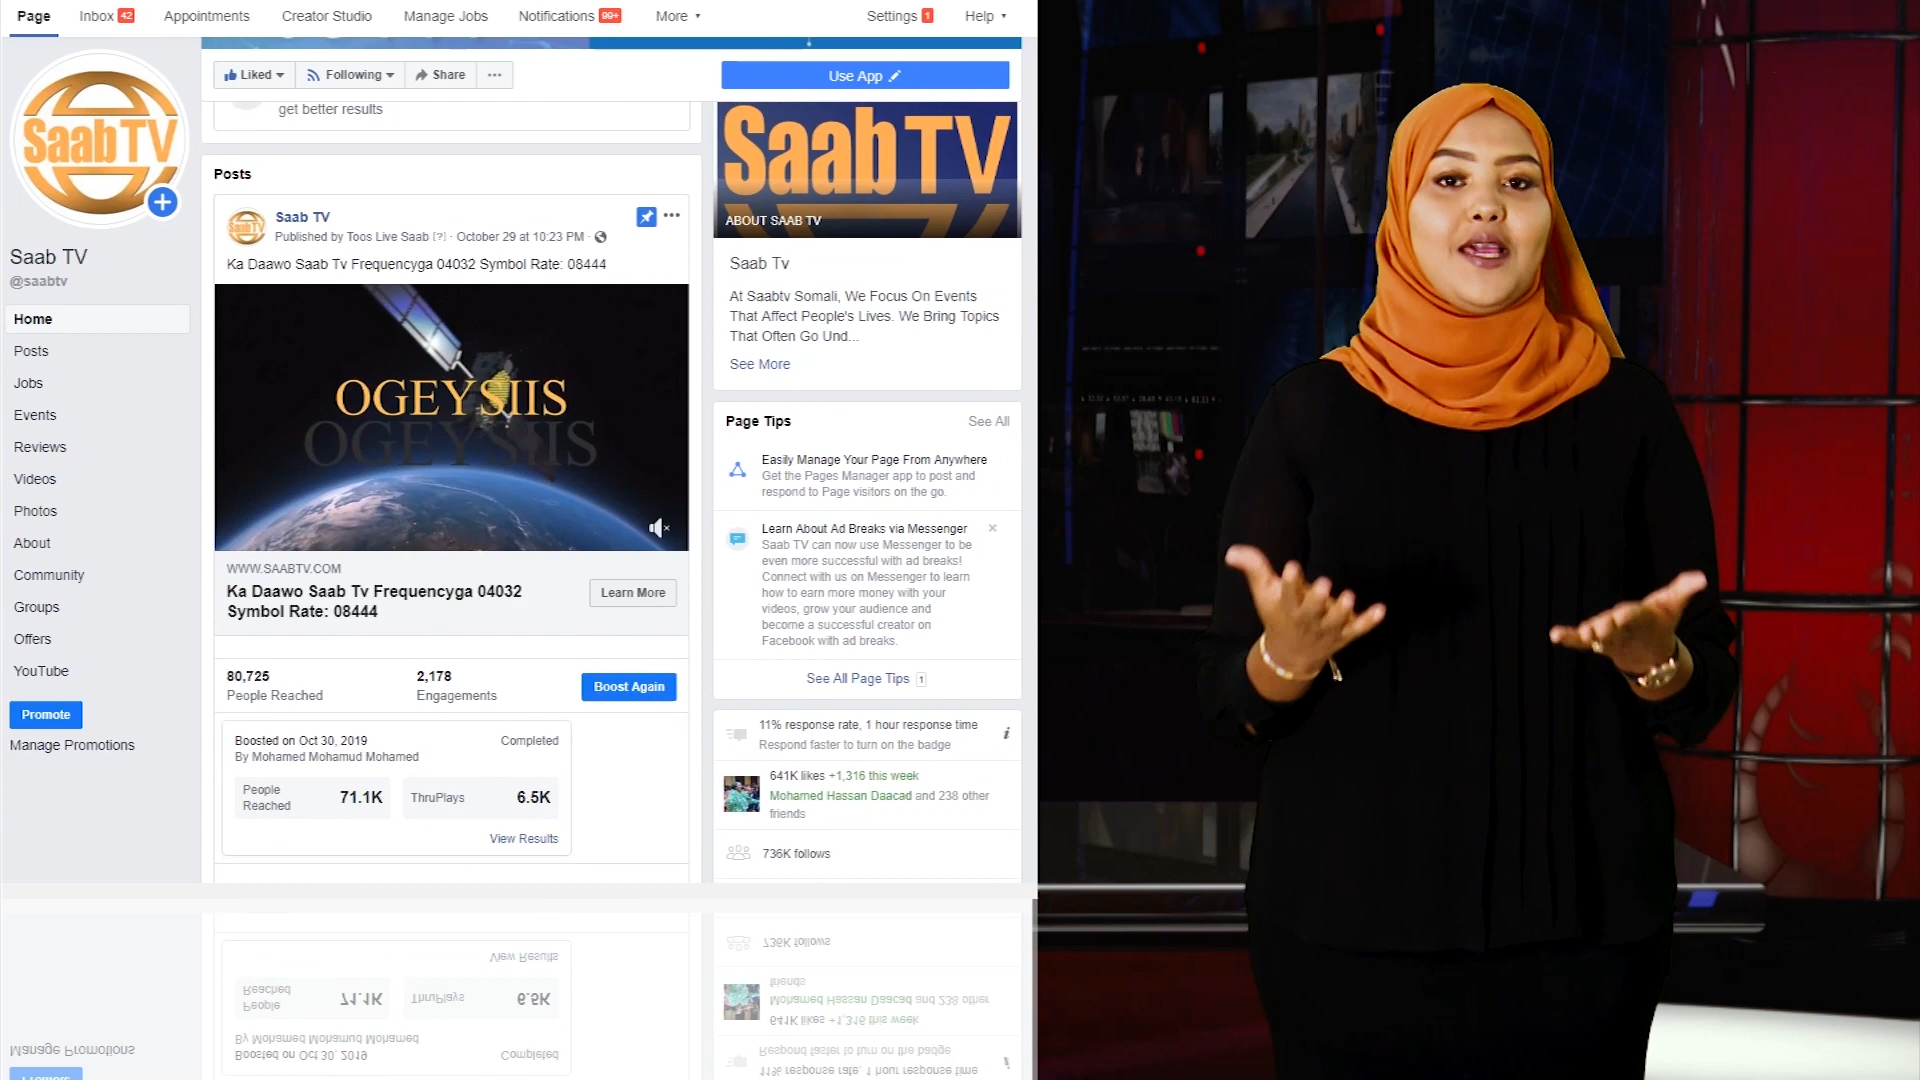 Page
Inbox 42
Appointments
Creator Studio
Manage Jobs
Notifications 99+
More
Settings 1
Help
Liked
Following
Share
Use App
get better results
SaabTV
Saab TV
@saabtv
Home
Posts
Jobs
Events
Reviews
Videos
Photos
About
Community
Groups
Offers
YouTube
Promote
Manage Promotions
Posts
SaabTV
Saab TV
Published by Toos Live Saab [?] · October 29 at 10:23 PM ·
Ka Daawo Saab Tv Frequencyga 04032 Symbol Rate: 08444
OGEYSIIS
OGEYSIIS
WWW.SAABTV.COM
Ka Daawo Saab Tv Frequencyga 04032
Symbol Rate: 08444
Learn More
80,725
People Reached
2,178
Engagements
Boost Again
Boosted on Oct 30, 2019
Completed
By Mohamed Mohamud Mohamed
People
Reached
71.1K
ThruPlays
6.5K
View Results
SaabTV
ABOUT SAAB TV
Saab Tv
At Saabtv Somali, We Focus On Events
That Affect People's Lives. We Bring Topics
That Often Go Und...
See More
Page Tips
See All
Easily Manage Your Page From Anywhere
Get the Pages Manager app to post and
respond to Page visitors on the go.
Learn About Ad Breaks via Messenger
Saab TV can now use Messenger to be
even more successful with ad breaks!
Connect with us on Messenger to learn
how to earn more money with your
videos, grow your audience and
become a successful creator on
Facebook with ad breaks.
See All Page Tips 1
11% response rate, 1 hour response time
Respond faster to turn on the badge
641K likes +1,316 this week
Mohamed Hassan Daacad and 238 other
friends
736K follows